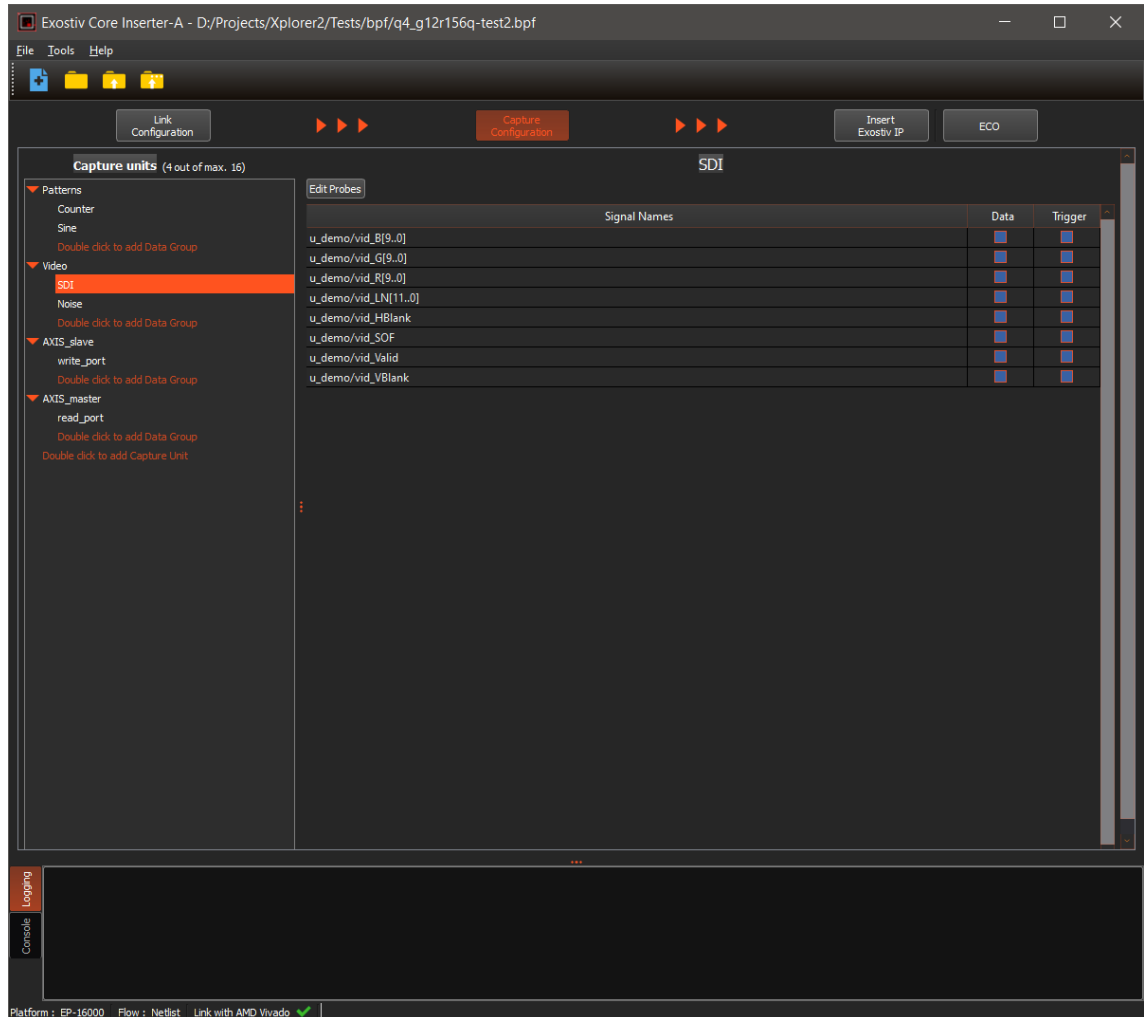 Exostiv Core Inserter-A - D:/Projects/Xplorer2/Tests/bpf/q4_g12r156q-test2.bpf
File Tools Help
Link Configuration
Capture Configuration
Insert Exostiv IP
ECO
Capture units (4 out of max. 16)
Patterns
Counter
Sine
Double click to add Data Group
Video
SDI
Noise
Double click to add Data Group
AXIS_slave
write_port
Double click to add Data Group
AXIS_master
read_port
Double click to add Data Group
Double click to add Capture Unit
SDI
Edit Probes
Signal Names Data Trigger
u_demo/vid_B[9..0]
u_demo/vid_G[9..0]
u_demo/vid_R[9..0]
u_demo/vid_LN[11..0]
u_demo/vid_HBlank
u_demo/vid_SOF
u_demo/vid_Valid
u_demo/vid_VBlank
Logging
Console
Platform : EP-16000 Flow : Netlist Link with AMD Vivado